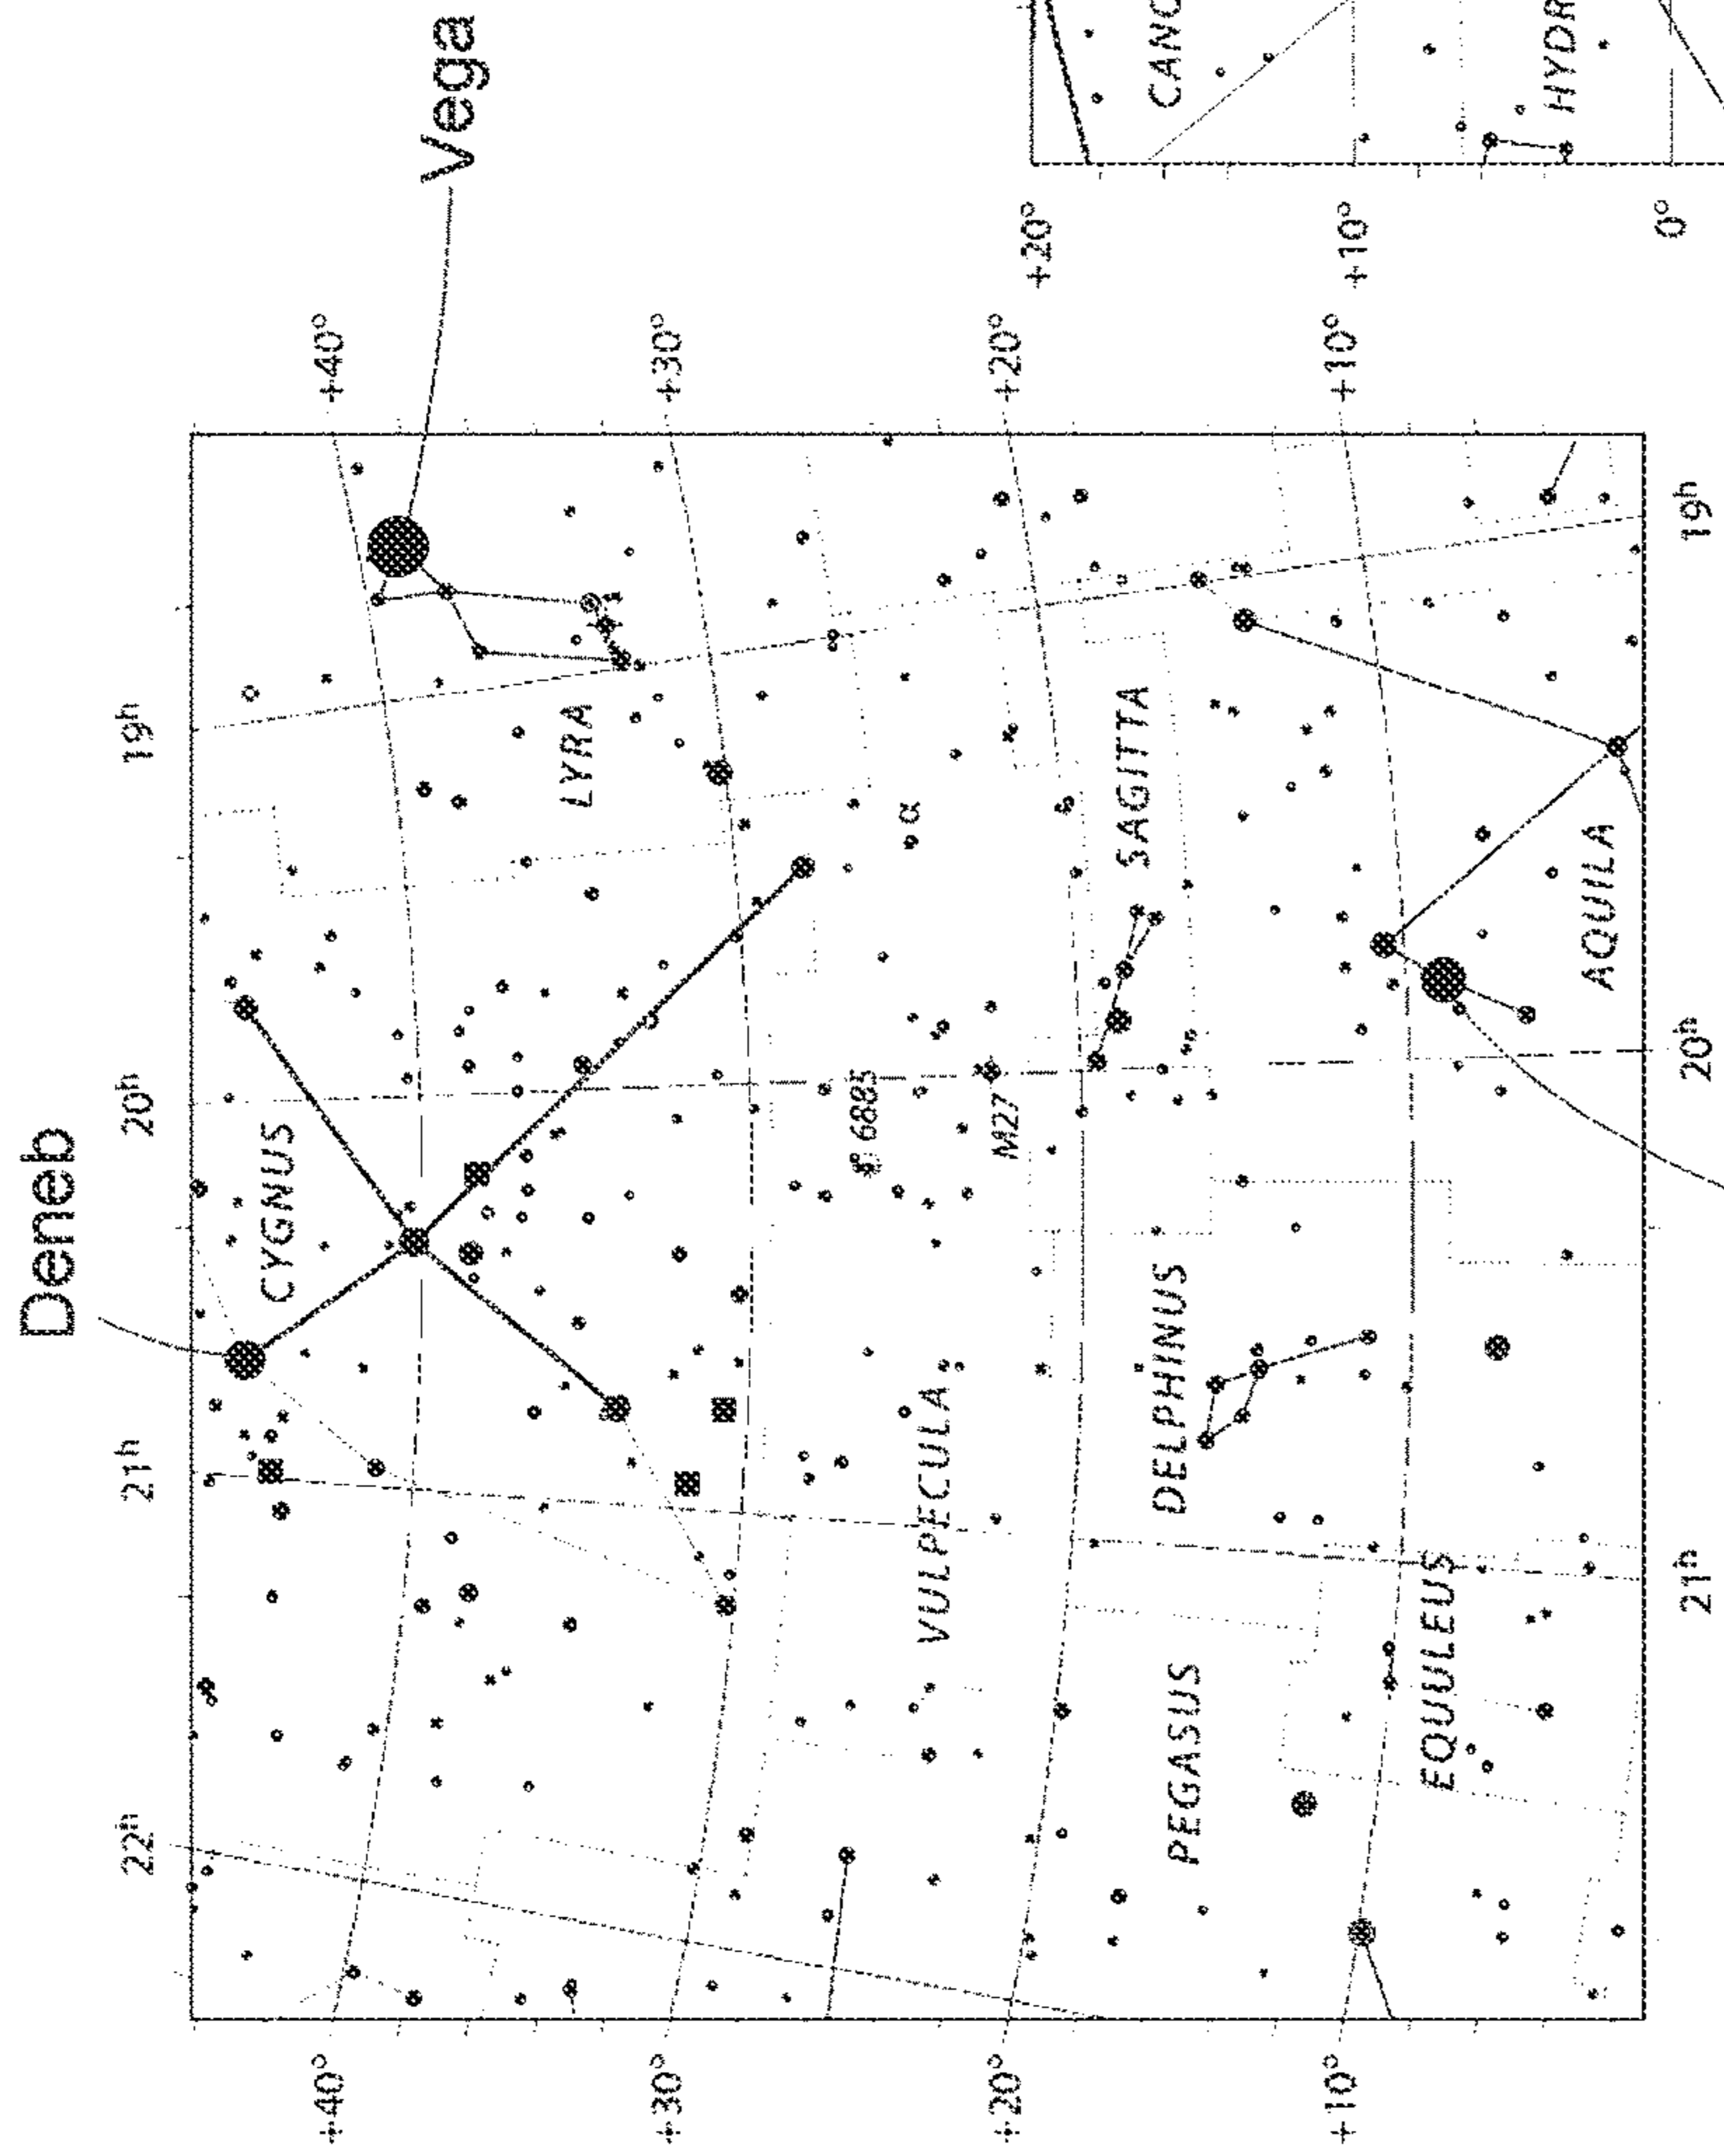 Deneb
Vega
19h
20h
21h
22h
+40°
+30°
+20°
+10°
+40°
+30°
+20°
+10°
19h
20h
21h
CYGNUS
LYRA
α
6885
M27
SAGITTA
VULPECULA
DELPHINUS
AQUILA
PEGASUS
EQUULEUS
+20°
+10°
0°
CANC
HYDR